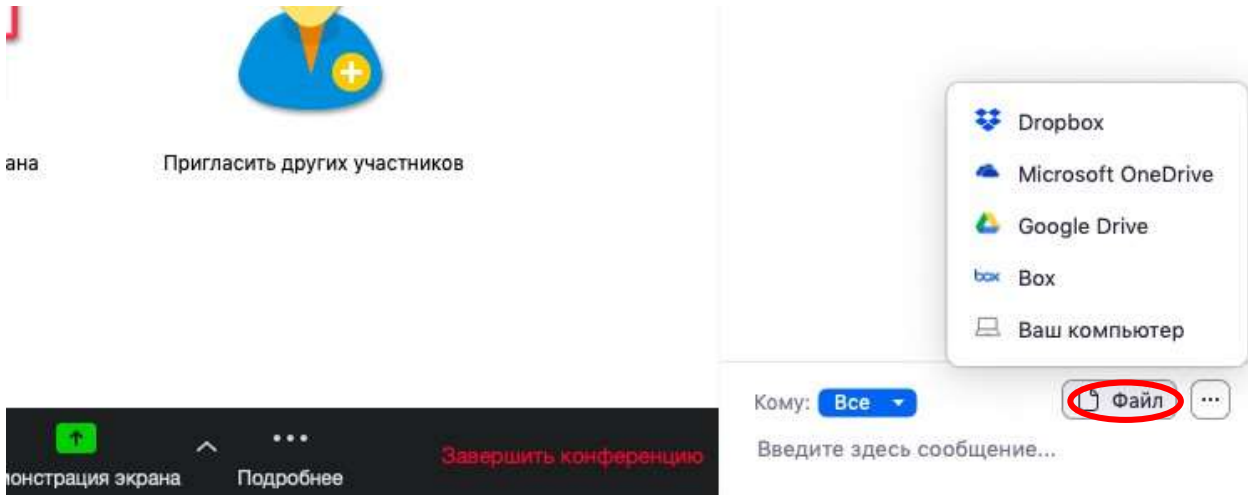 ана
Пригласить других участников
онстрация экрана
Подробнее
Завершить конференцию
Dropbox
Microsoft OneDrive
Google Drive
box Box
Ваш компьютер
Кому: Все
Файл
Введите здесь сообщение...